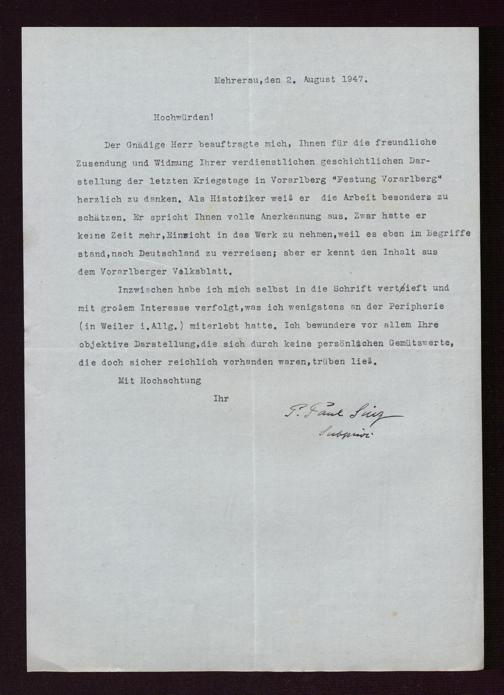 Mehrerau,den 2. August 1947.
Hochwürden!
Der Gnädige Herr beauftragte mich, Ihnen für die freundliche
Zusendung und Widmung Ihrer verdienstlichen geschichtlichen Dar-
stellung der letzten Kriegstage in Vorarlberg "Festung Vorarlberg"
herzlich zu danken. Als Historiker weiß er die Arbeit besonders zu
schätzen. Er spricht Ihnen volle Anerkennung aus. Zwar hatte er
keine Zeit mehr,Einsicht in das Werk zu nehmen,weil es eben im Begriffe
stand,nach Deutschland zu verreisen; aber er kennt den Inhalt aus
dem Vorarlberger Volksblatt.
Inzwischen habe ich mich selbst in die Schrift vertieft und
mit großem Interesse verfolgt,was ich wenigstens an der Peripherie
(in Weiler i.Allg.) miterlebt hatte. Ich bewundere vor allem Ihre
objektive Darstellung,die sich durch keine persönlichen Gemütswerte,
die doch sicher reichlich vorhanden waren,trüben ließ.
Mit Hochachtung
Ihr
P. Paul Sinz
Subprior